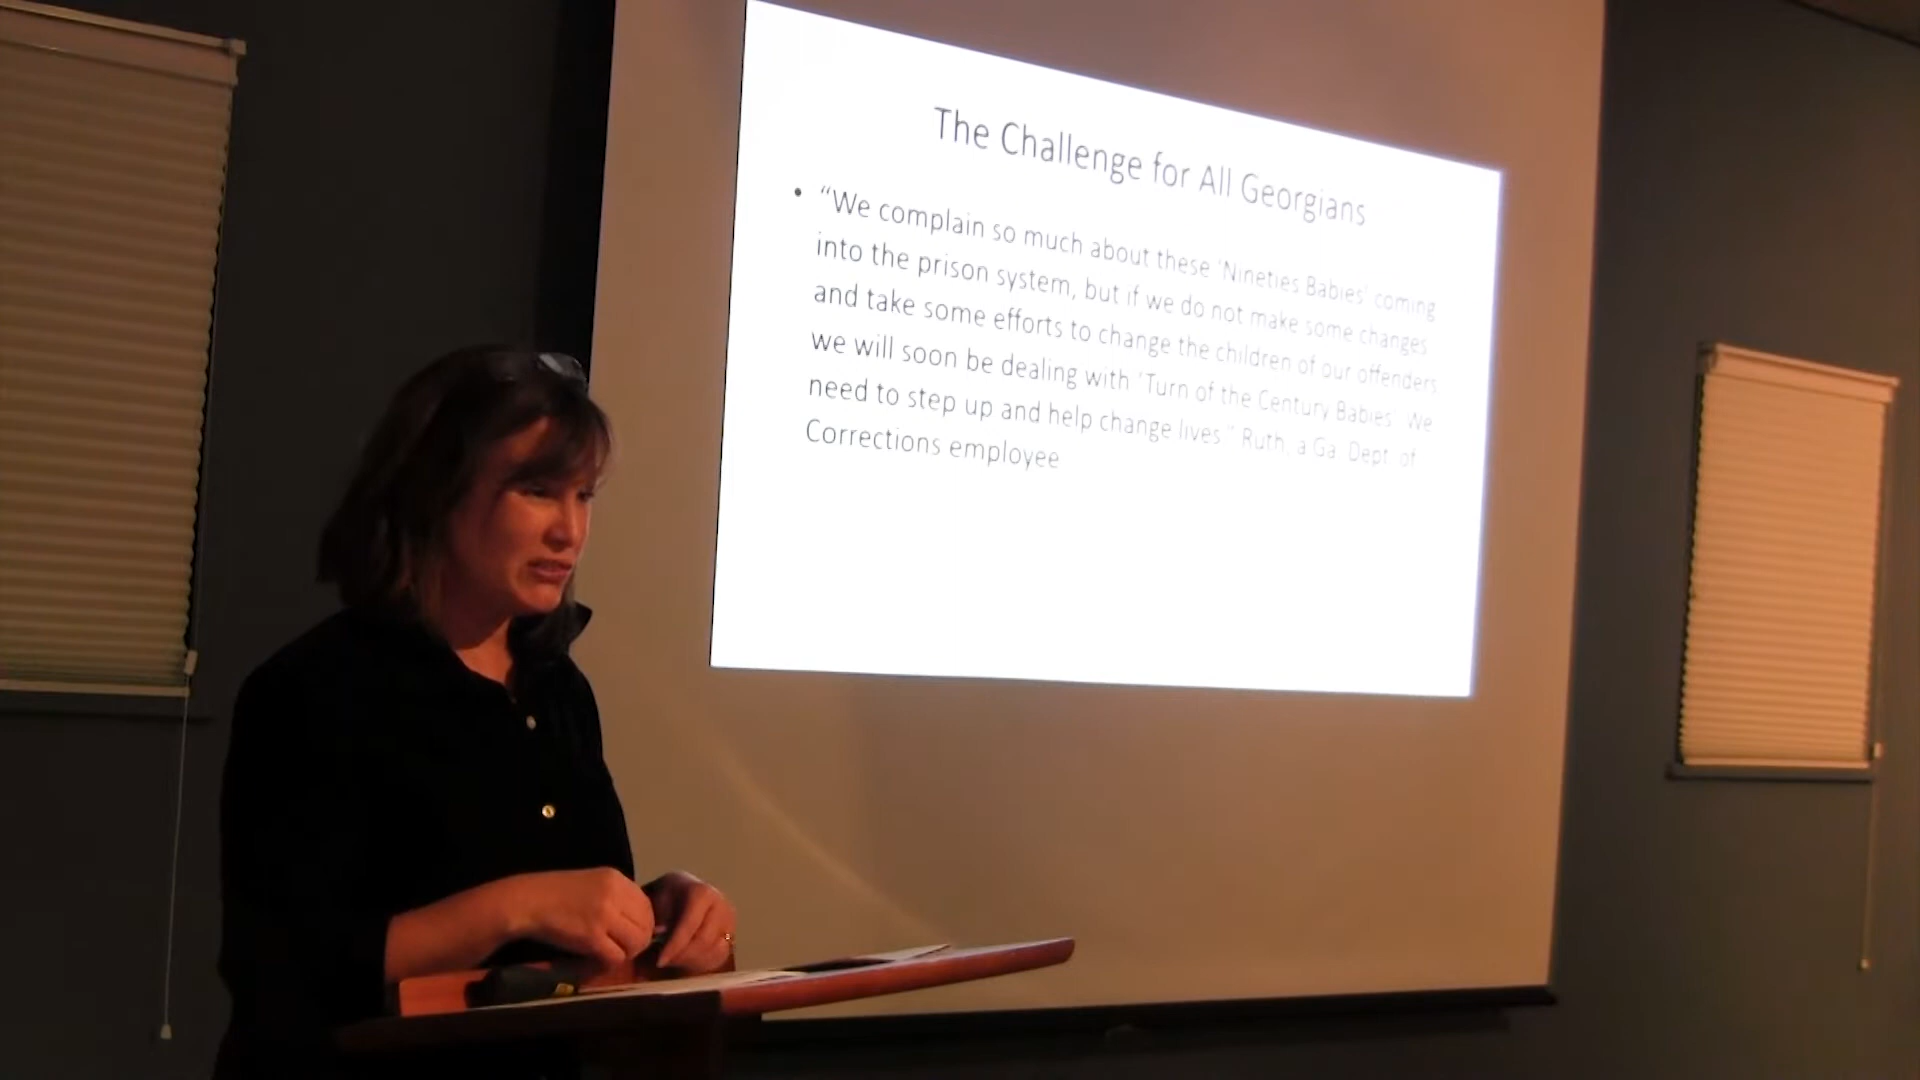 The Challenge for All Georgians
• “We complain so much about these 'Nineties Babies' coming
into the prison system, but if we do not make some changes
and take some efforts to change the children of our offenders,
we will soon be dealing with 'Turn of the Century Babies'. We
need to step up and help change lives.” Ruth, a Ga. Dept. of
Corrections employee